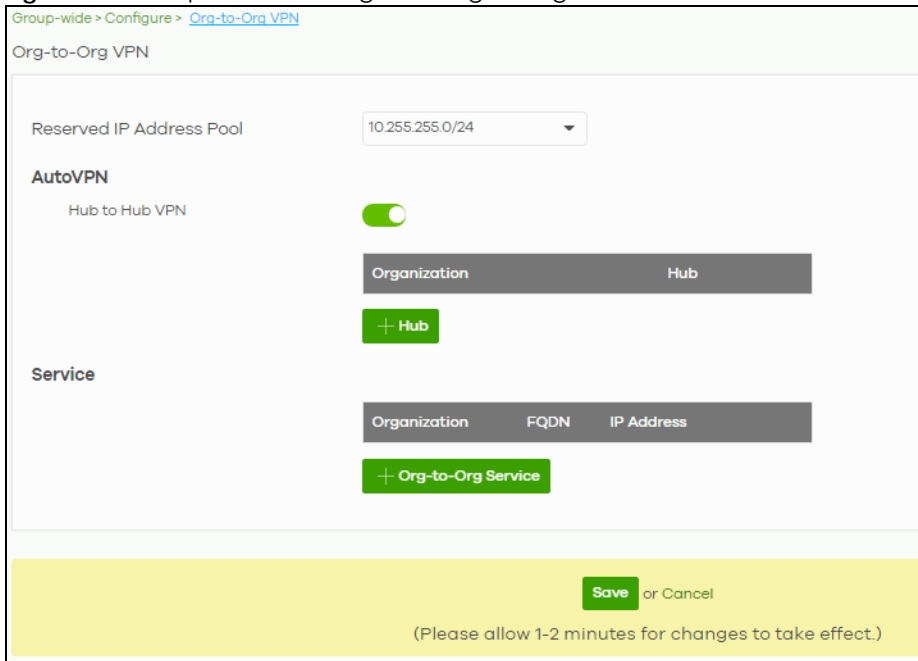 Group-wide > Configure > Org-to-Org VPN
Org-to-Org VPN
Reserved IP Address Pool 10.255.255.0/24
AutoVPN
Hub to Hub VPN
Organization Hub
+ Hub
Service
Organization FQDN IP Address
+ Org-to-Org Service
Save or Cancel
(Please allow 1-2 minutes for changes to take effect.)